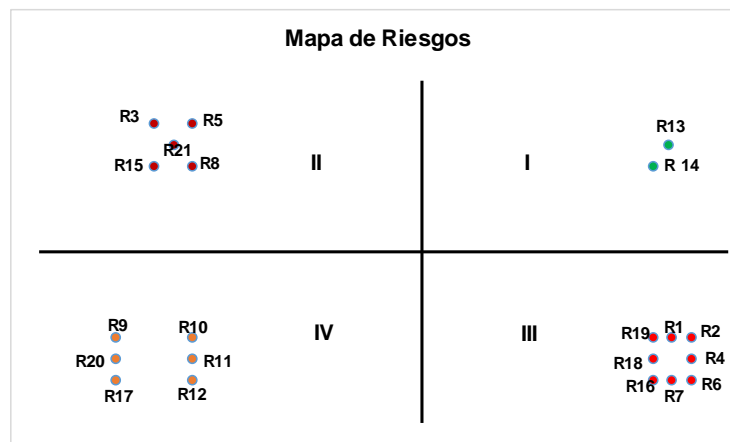 Mapa de Riesgos
R3
R5
R21
R15
R8
II
I
R13
R 14
R9
R10
R20
R11
R17
R12
IV
III
R19
R1
R2
R18
R4
R16
R7
R6